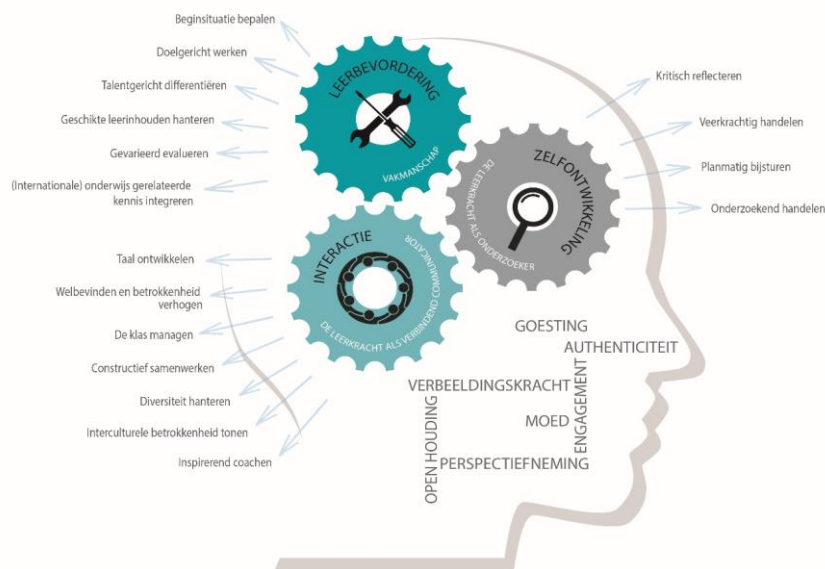 Beginsituatie bepalen
Doelgericht werken
Talentgericht differentiëren
Geschikte leerinhouden hanteren
Gevarieerd evalueren
(Internationale) onderwijs gerelateerde
kennis integreren
LEERBEVORDERING
VAKMANSCHAP
Kritisch reflecteren
Veerkrachtig handelen
Planmatig bijsturen
Onderzoekend handelen
ZELFONTWIKKELING
DE LEERKRACHT ALS ONDERZOEKER
Taal ontwikkelen
Welbevinden en betrokkenheid
verhogen
De klas managen
Constructief samenwerken
Diversiteit hanteren
Interculturele betrokkenheid tonen
Inspirerend coachen
INTERACTIE
DE LEERKRACHT ALS VERBINDEND COMMUNICATOR
GOESTING
AUTHENTICITEIT
VERBEELDINGSKRACHT
ENGAGEMENT
MOED
OPEN HOUDING
PERSPECTIEFNEMING